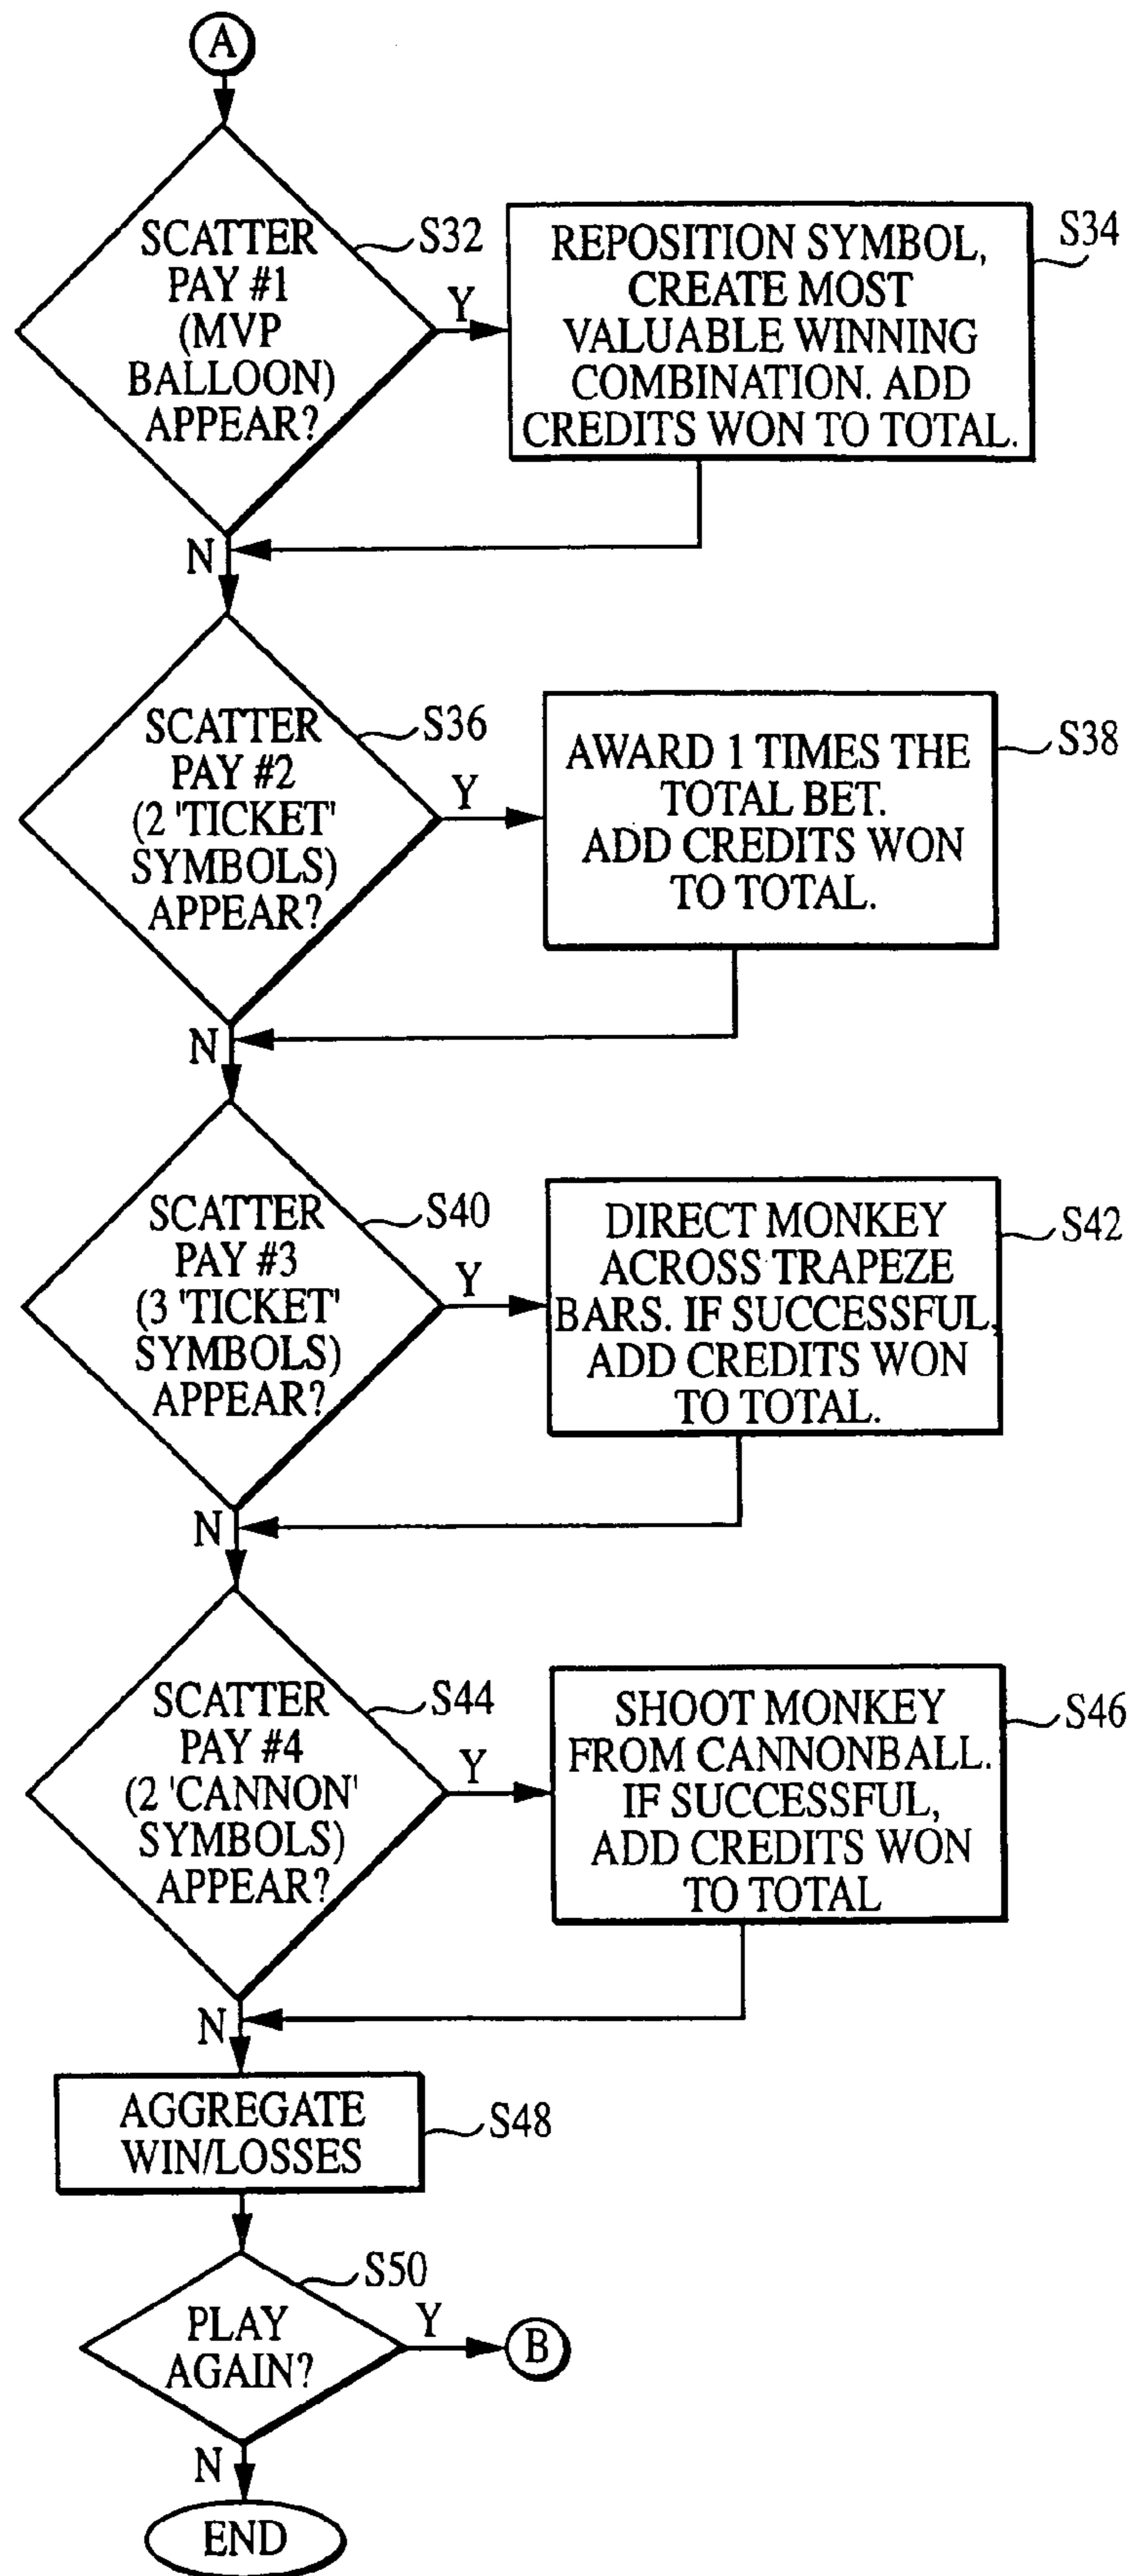 A
SCATTER
PAY #1
(MVP
BALLOON)
APPEAR?
S32
Y
REPOSITION SYMBOL,
CREATE MOST
VALUABLE WINNING
COMBINATION. ADD
CREDITS WON TO TOTAL.
S34
N
SCATTER
PAY #2
(2 'TICKET'
SYMBOLS)
APPEAR?
S36
Y
AWARD 1 TIMES THE
TOTAL BET.
ADD CREDITS WON
TO TOTAL.
S38
N
SCATTER
PAY #3
(3 'TICKET'
SYMBOLS)
APPEAR?
S40
Y
DIRECT MONKEY
ACROSS TRAPEZE
BARS. IF SUCCESSFUL,
ADD CREDITS WON
TO TOTAL.
S42
N
SCATTER
PAY #4
(2 'CANNON'
SYMBOLS)
APPEAR?
S44
Y
SHOOT MONKEY
FROM CANNONBALL.
IF SUCCESSFUL,
ADD CREDITS WON
TO TOTAL
S46
N
AGGREGATE
WIN/LOSSES
S48
PLAY
AGAIN?
S50
Y
B
N
END